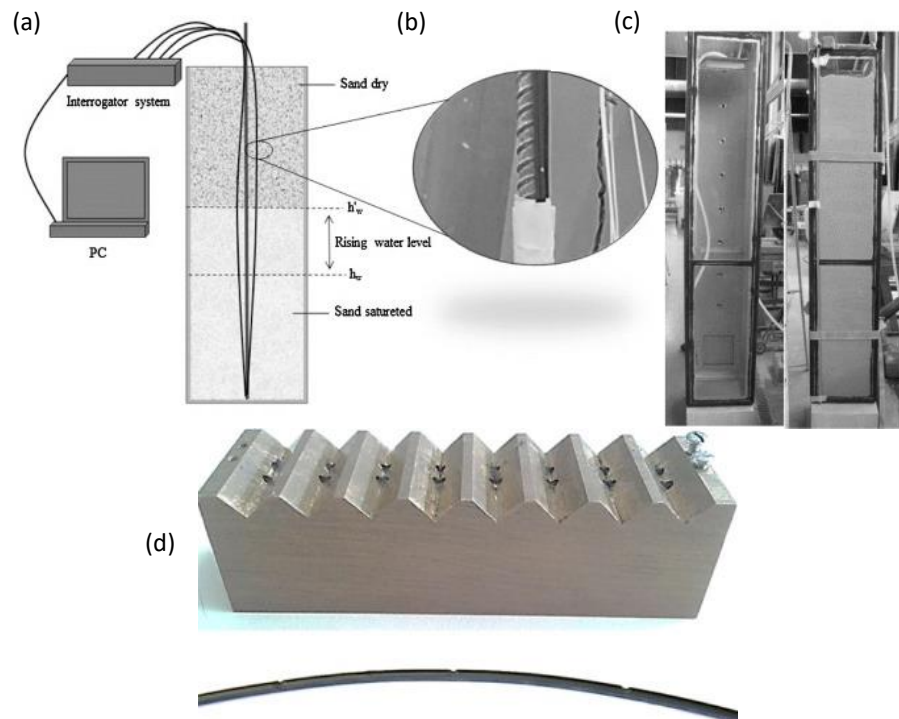 (a)
(b)
(c)
Sand dry
Interrogator system
h'w
Rising water level
PC
hw
Sand satureted
(d)